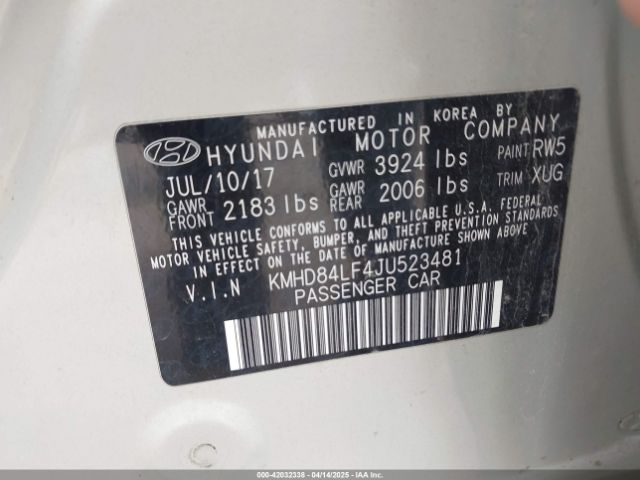 MANUFACTURED IN KOREA BY
HYUNDAI MOTOR COMPANY
JUL/10/17 GVWR 3924 lbs PAINT RW5
GAWR FRONT 2183 lbs GAWR REAR 2006 lbs TRIM XUG
THIS VEHICLE CONFORMS TO ALL APPLICABLE U.S.A. FEDERAL
MOTOR VEHICLE SAFETY, BUMPER, AND THEFT PREVENTION STANDARDS
IN EFFECT ON THE DATE OF MANUFACTURE SHOWN ABOVE.
V.I.N KMHD84LF4JU523481
PASSENGER CAR
000-42032338 - 04/14/2025 - IAAI.COM